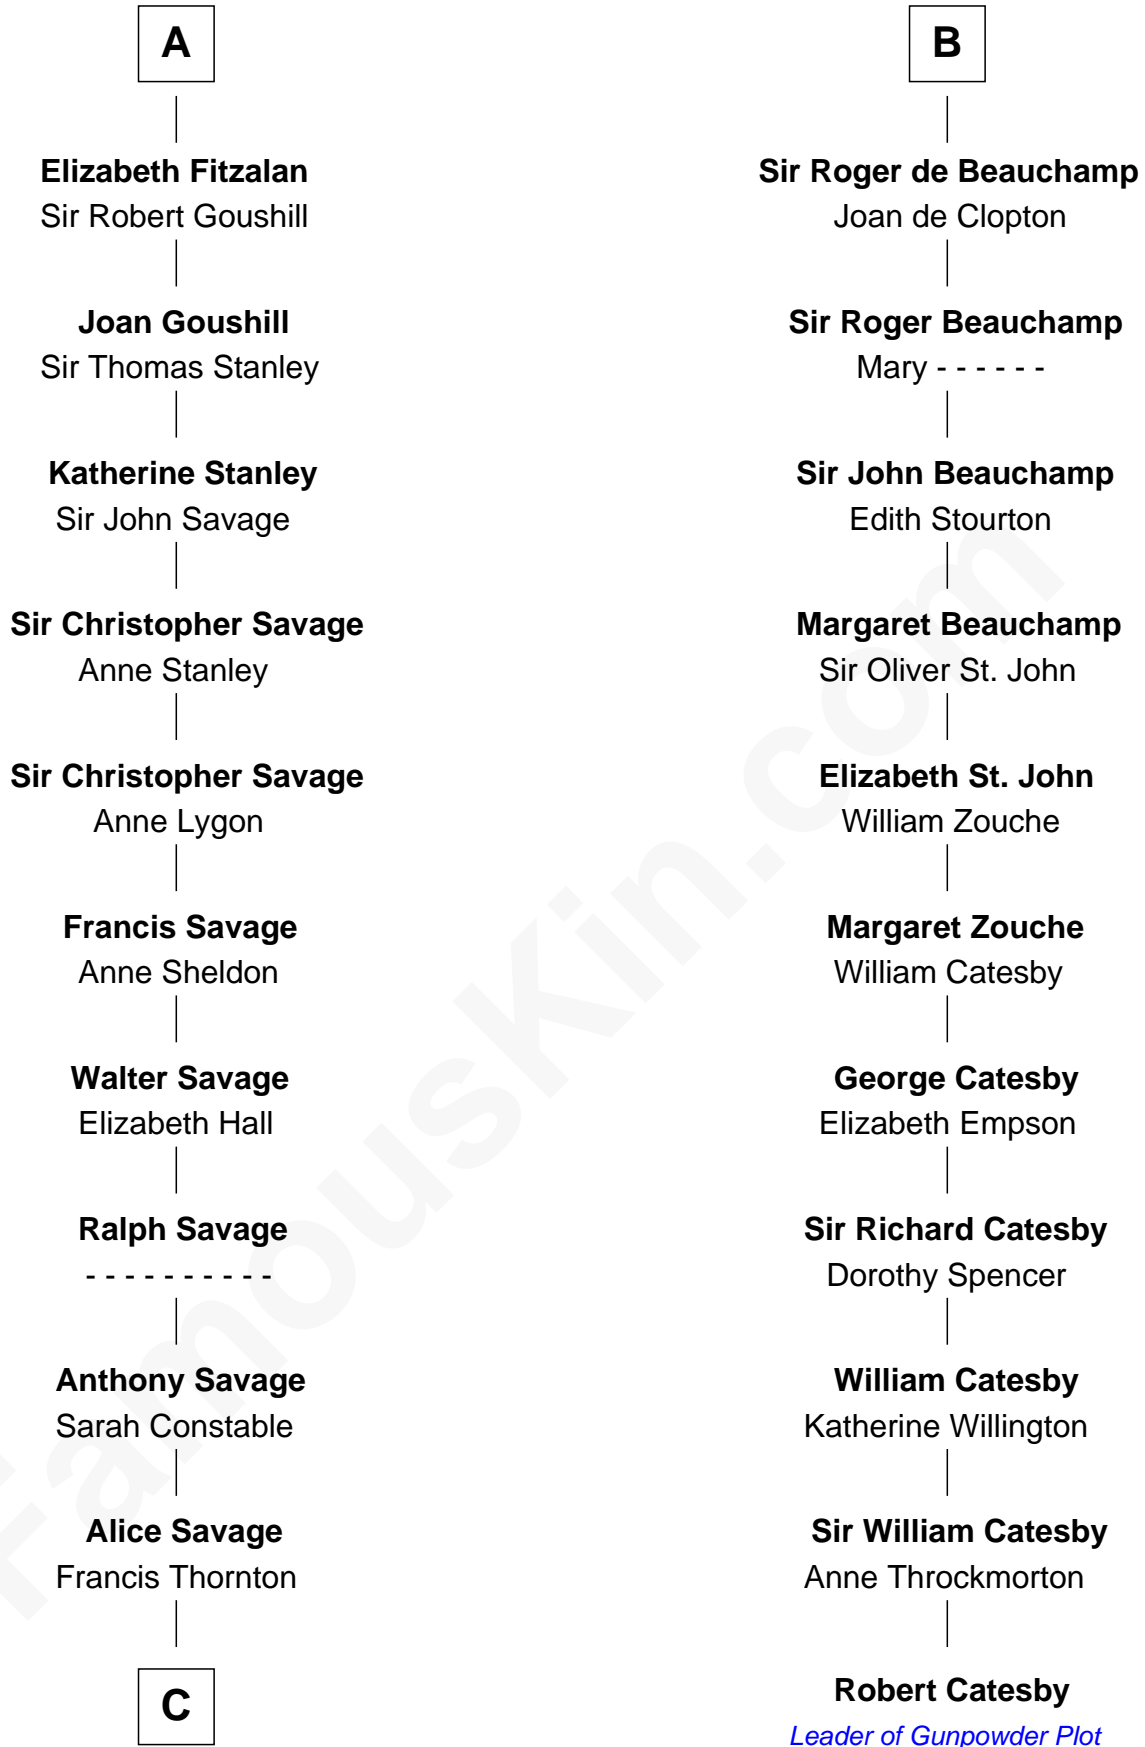 A
Elizabeth Fitzalan
Sir Robert Goushill
Joan Goushill
Sir Thomas Stanley
Katherine Stanley
Sir John Savage
Sir Christopher Savage
Anne Stanley
Sir Christopher Savage
Anne Lygon
Francis Savage
Anne Sheldon
Walter Savage
Elizabeth Hall
Ralph Savage
- - - - - - - - - -
Anthony Savage
Sarah Constable
Alice Savage
Francis Thornton
C
B
Sir Roger de Beauchamp
Joan de Clopton
Sir Roger Beauchamp
Mary - - - - - -
Sir John Beauchamp
Edith Stourton
Margaret Beauchamp
Sir Oliver St. John
Elizabeth St. John
William Zouche
Margaret Zouche
William Catesby
George Catesby
Elizabeth Empson
Sir Richard Catesby
Dorothy Spencer
William Catesby
Katherine Willington
Sir William Catesby
Anne Throckmorton
Robert Catesby
Leader of Gunpowder Plot
FamousKin.com